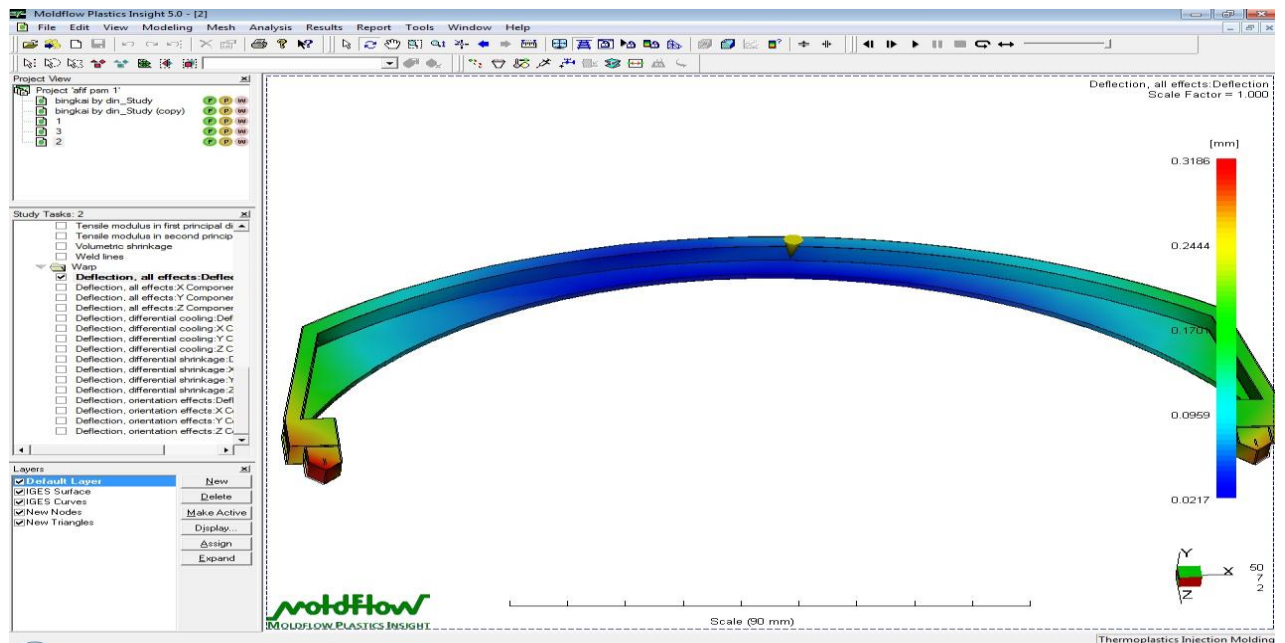 Moldflow Plastics Insight 5.0 - [2]
File Edit View Modeling Mesh Analysis Results Report Tools Window Help
Project View
Project 'afif psm 1'
bingkai by din_Study
bingkai by din_Study (copy)
1
3
2
Study Tasks: 2
Tensile modulus in first principal di
Tensile modulus in second princip
Volumetric shrinkage
Weld lines
Warp
Deflection, all effects:Deflec
Deflection, all effects:X Componer
Deflection, all effects:Y Componer
Deflection, all effects:Z Componer
Deflection, differential cooling:Def
Deflection, differential cooling:X C
Deflection, differential cooling:Y C
Deflection, differential cooling:Z C
Deflection, differential shrinkage:D
Deflection, differential shrinkage:X
Deflection, differential shrinkage:Y
Deflection, differential shrinkage:Z
Deflection, orientation effects:Defl
Deflection, orientation effects:X C
Deflection, orientation effects:Y C
Deflection, orientation effects:Z C
Layers
Default Layer
IGES Surface
IGES Curves
New Nodes
New Triangles
New
Delete
Make Active
Display...
Assign
Expand
Deflection, all effects:Deflection
Scale Factor = 1.000
[mm]
0.3186
0.2444
0.1701
0.0959
0.0217
Y
X
Z
50
7
2
moldflow
MOLDFLOW PLASTICS INSIGHT
Scale (90 mm)
Thermoplastics Injection Molding